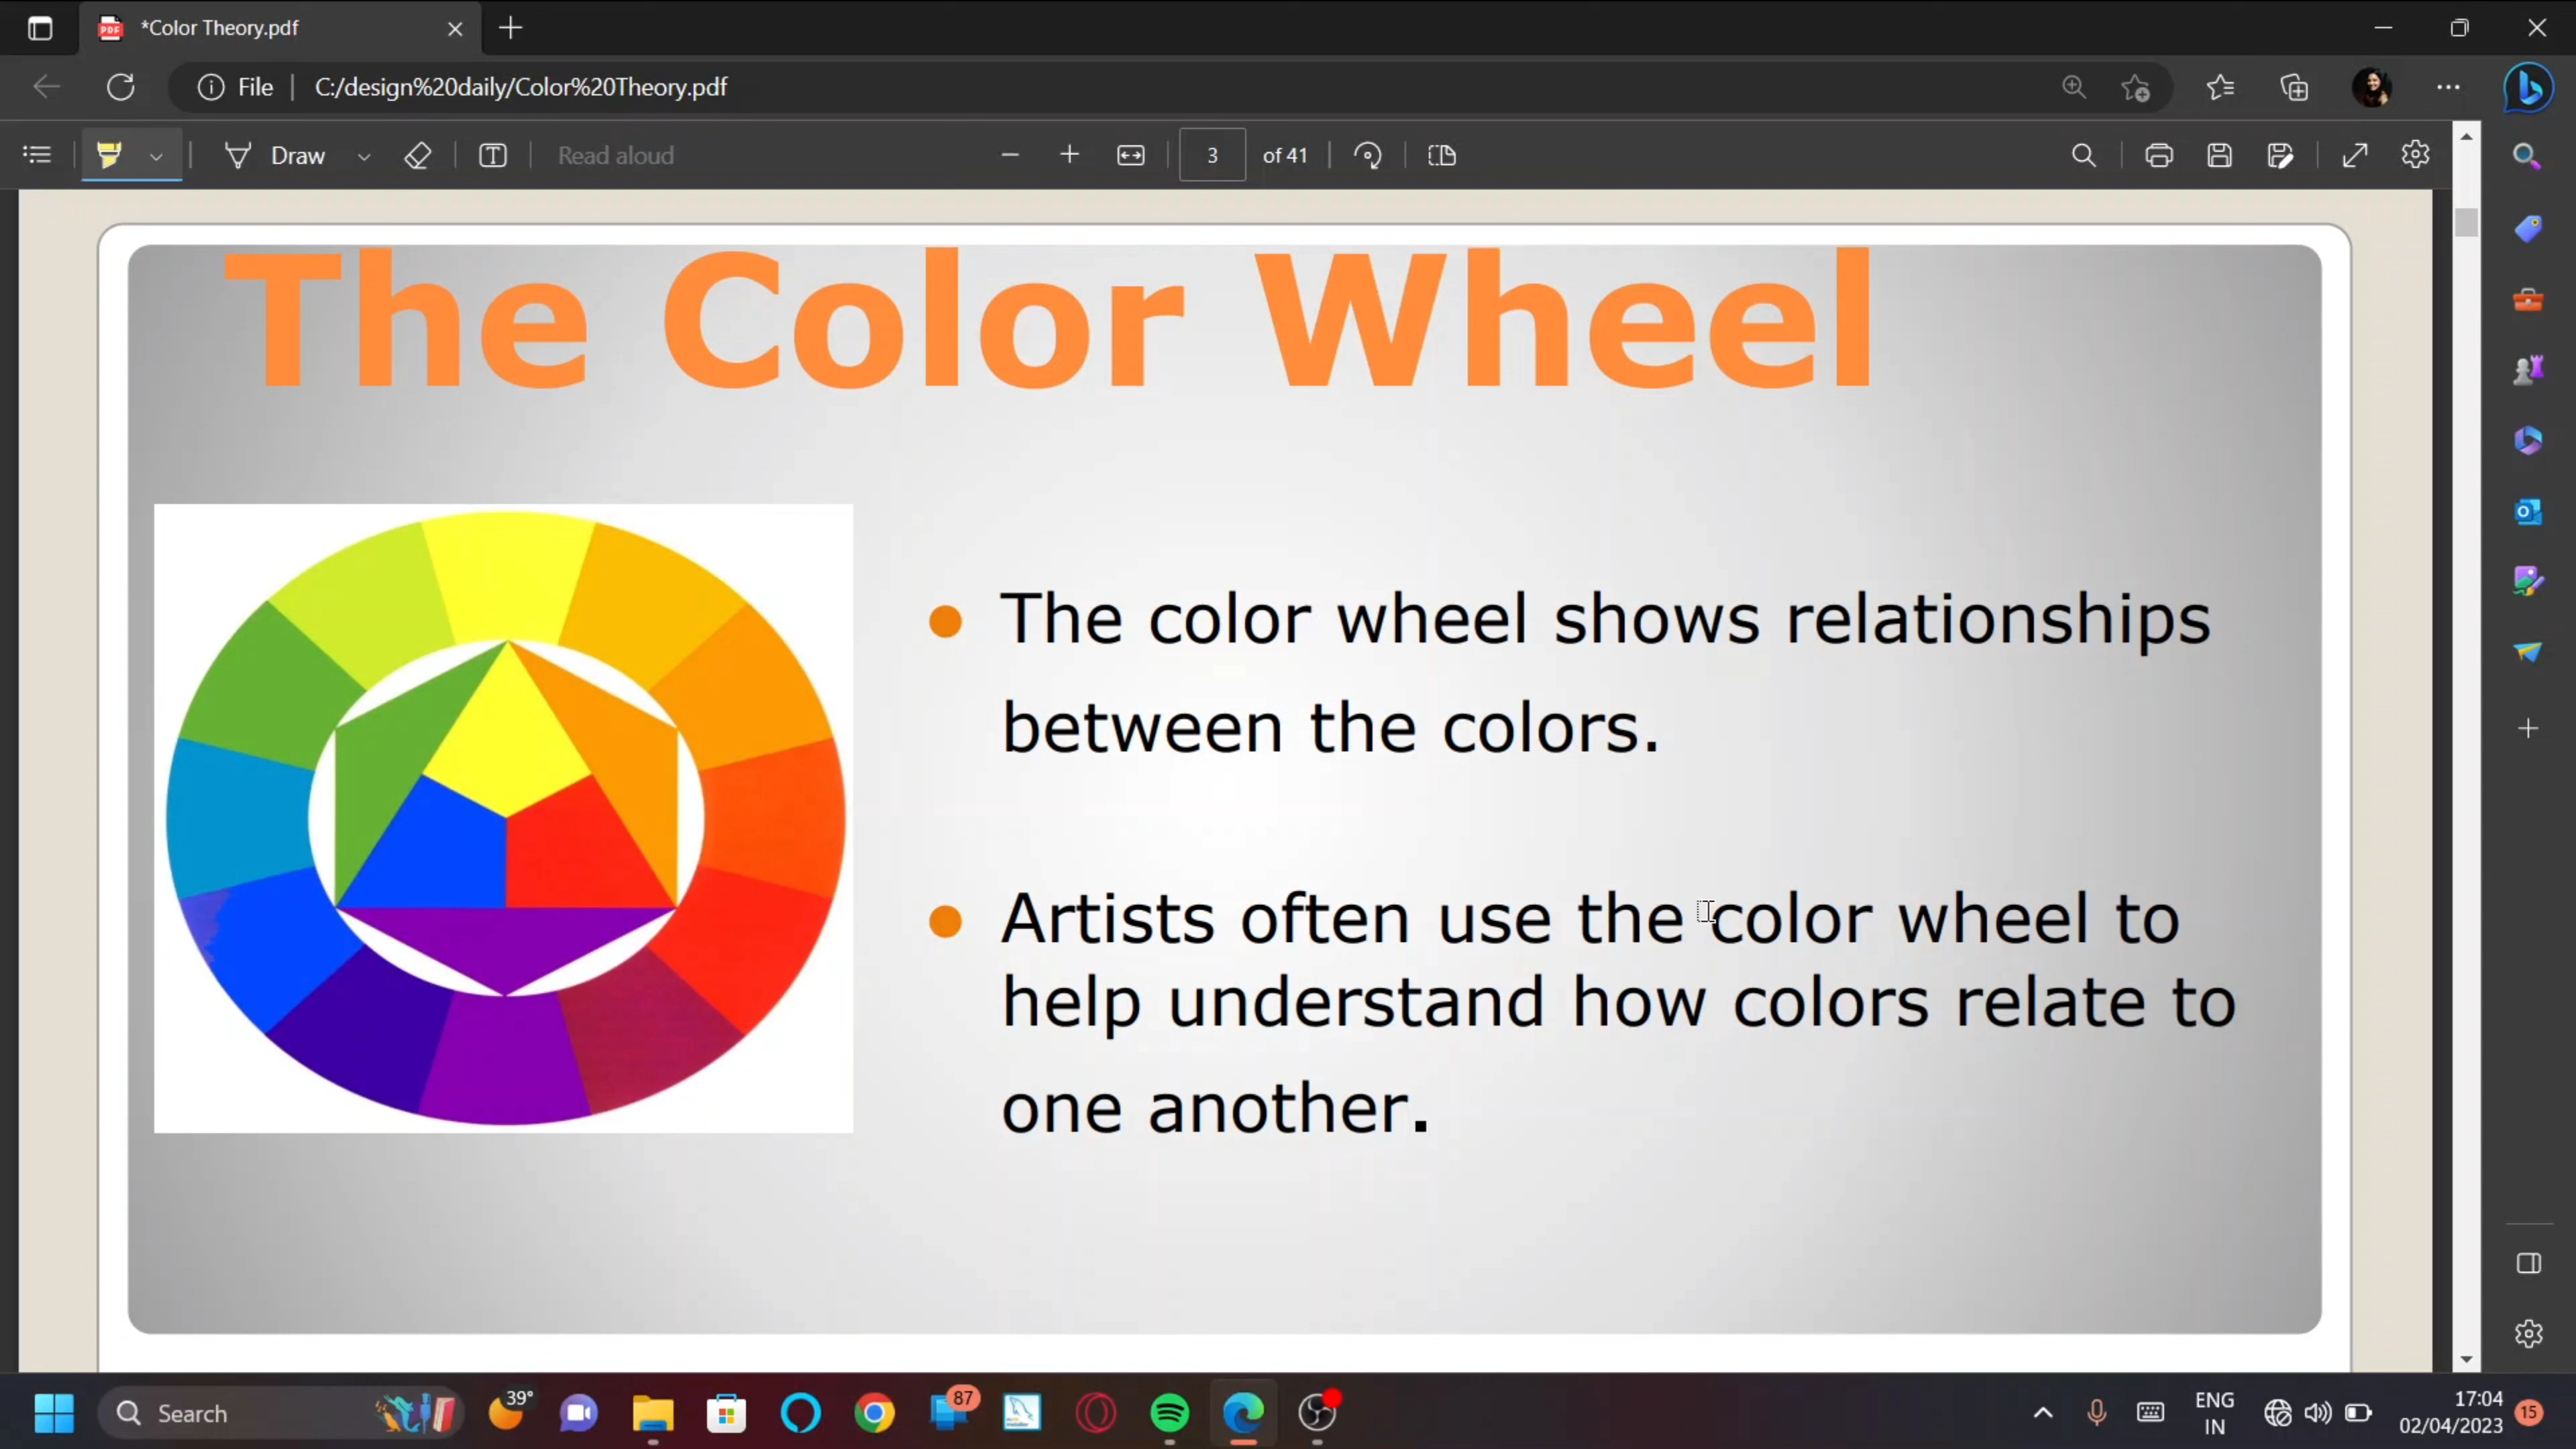 *Color Theory.pdf
File
C:/design%20daily/Color%20Theory.pdf
Draw
Read aloud
3 of 41
The Color Wheel
The color wheel shows relationships
between the colors.
Artists often use the color wheel to
help understand how colors relate to
one another.
Search
39°
87
ENG
IN
17:04
02/04/2023
15